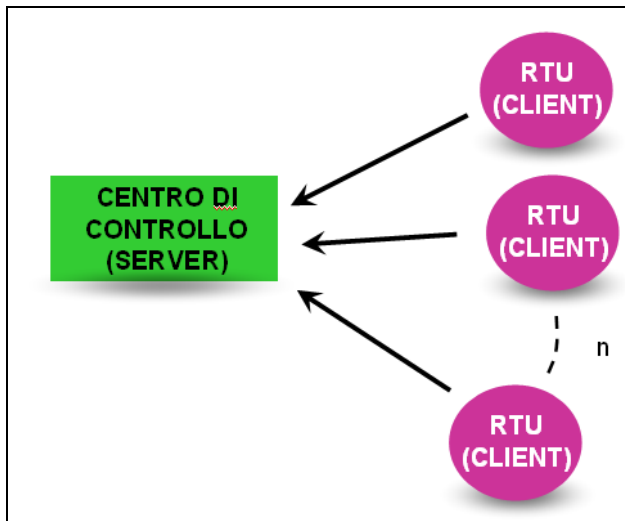 RTU
(CLIENT)
CENTRO DI
CONTROLLO
(SERVER)
RTU
(CLIENT)
n
RTU
(CLIENT)